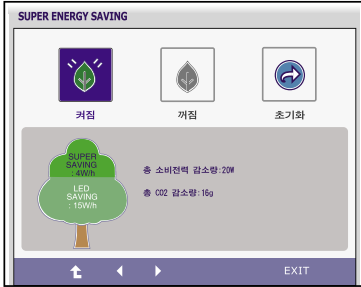 SUPER ENERGY SAVING
켜짐
꺼짐
초기화
SUPER
SAVING
: 4W/h
LED
SAVING
: 15W/h
총 소비전력 감소량:20W
총 CO2 감소량:16g
EXIT